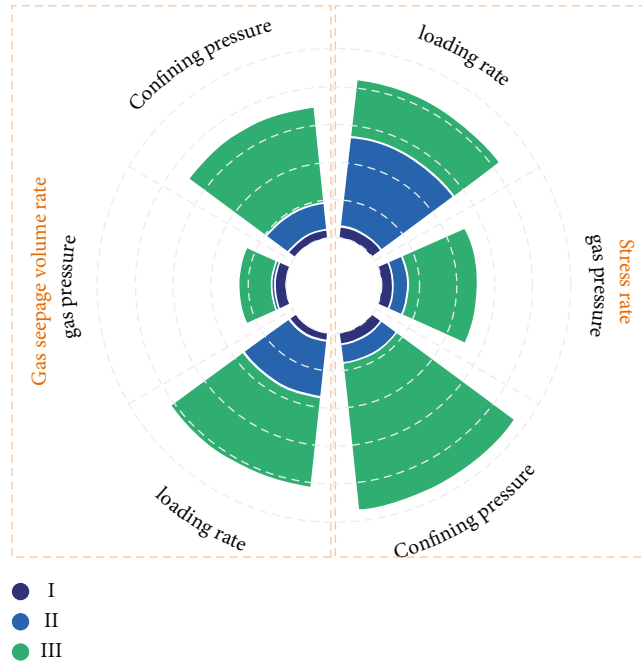 Confining pressure
loading rate
Gas seepage volume rate
gas pressure
gas pressure
Stress rate
loading rate
Confining pressure
I
II
III